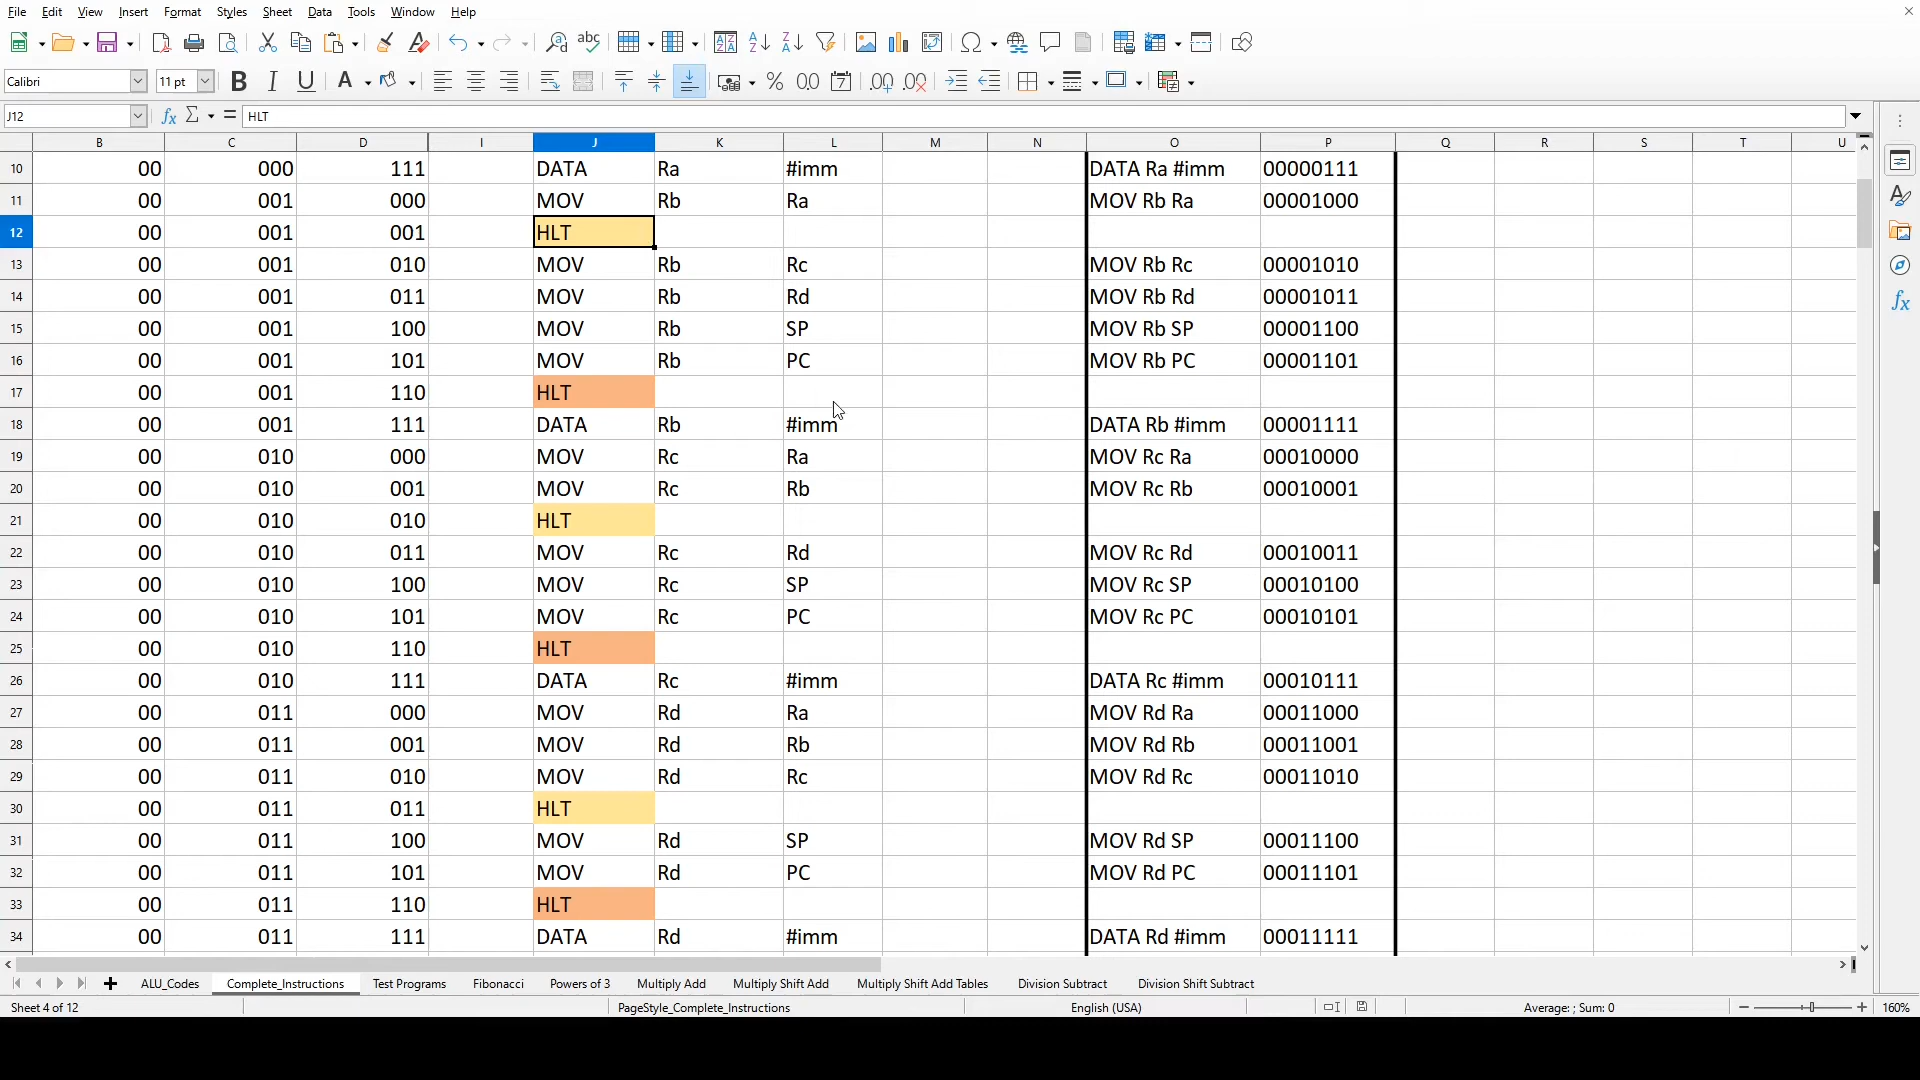 File Edit View Insert Format Styles Sheet Data Tools Window Help
Calibri 11 pt
J12 HLT
B C D I J K L M N O P Q R S T U
10 00 000 111 DATA Ra #imm DATA Ra #imm 00000111
11 00 001 000 MOV Rb Ra MOV Rb Ra 00001000
12 00 001 001 HLT
13 00 001 010 MOV Rb Rc MOV Rb Rc 00001010
14 00 001 011 MOV Rb Rd MOV Rb Rd 00001011
15 00 001 100 MOV Rb SP MOV Rb SP 00001100
16 00 001 101 MOV Rb PC MOV Rb PC 00001101
17 00 001 110 HLT
18 00 001 111 DATA Rb #imm DATA Rb #imm 00001111
19 00 010 000 MOV Rc Ra MOV Rc Ra 00010000
20 00 010 001 MOV Rc Rb MOV Rc Rb 00010001
21 00 010 010 HLT
22 00 010 011 MOV Rc Rd MOV Rc Rd 00010011
23 00 010 100 MOV Rc SP MOV Rc SP 00010100
24 00 010 101 MOV Rc PC MOV Rc PC 00010101
25 00 010 110 HLT
26 00 010 111 DATA Rc #imm DATA Rc #imm 00010111
27 00 011 000 MOV Rd Ra MOV Rd Ra 00011000
28 00 011 001 MOV Rd Rb MOV Rd Rb 00011001
29 00 011 010 MOV Rd Rc MOV Rd Rc 00011010
30 00 011 011 HLT
31 00 011 100 MOV Rd SP MOV Rd SP 00011100
32 00 011 101 MOV Rd PC MOV Rd PC 00011101
33 00 011 110 HLT
34 00 011 111 DATA Rd #imm DATA Rd #imm 00011111
ALU_Codes Complete_Instructions Test Programs Fibonacci Powers of 3 Multiply Add Multiply Shift Add Multiply Shift Add Tables Division Subtract Division Shift Subtract
Sheet 4 of 12 PageStyle_Complete_Instructions English (USA) Average: ; Sum: 0 160%